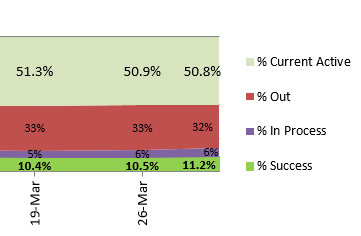 51.3% 50.9% 50.8%
33% 33% 32%
5% 6% 6%
10.4% 10.5% 11.2%
19-Mar 26-Mar
% Current Active
% Out
% In Process
% Success